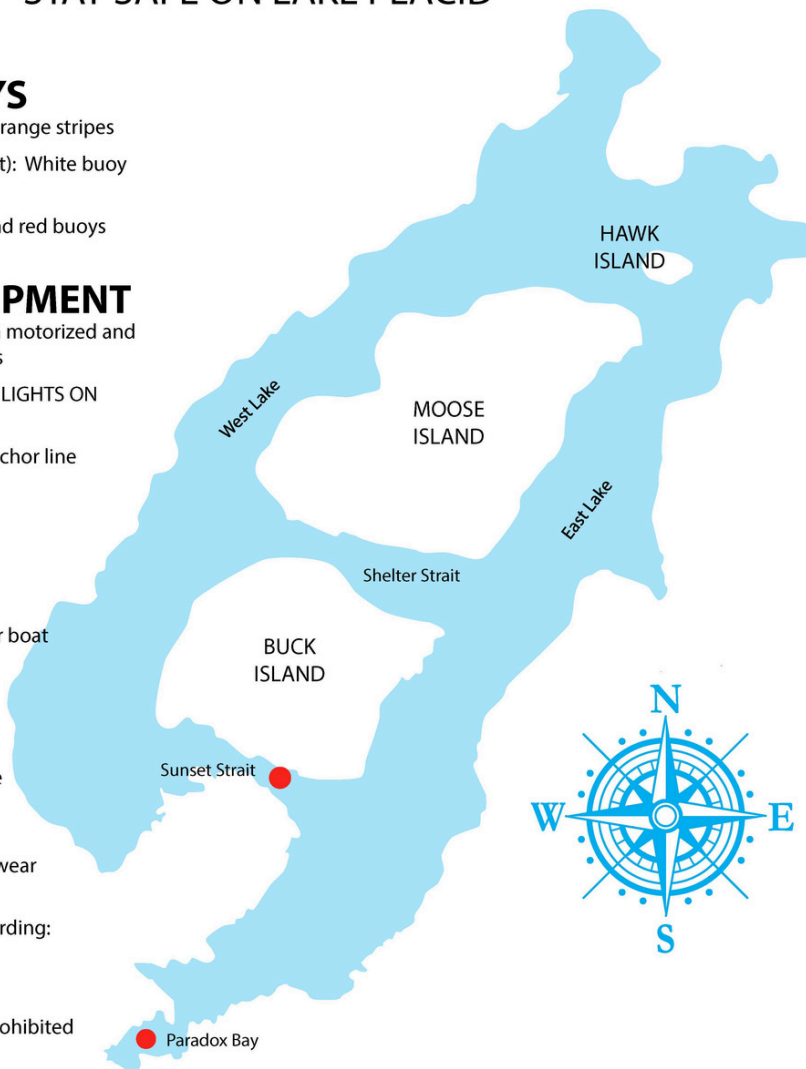 STAY SAFE ON LAKE PLACID
YS
range stripes
t): White buoy
d red buoys
PMENT
motorized and
s
LIGHTS ON
chor line
r boat
e
wear
rding:
ohibited
HAWK
ISLAND
West Lake
MOOSE
ISLAND
East Lake
Shelter Strait
BUCK
ISLAND
Sunset Strait
Paradox Bay
N
W
E
S